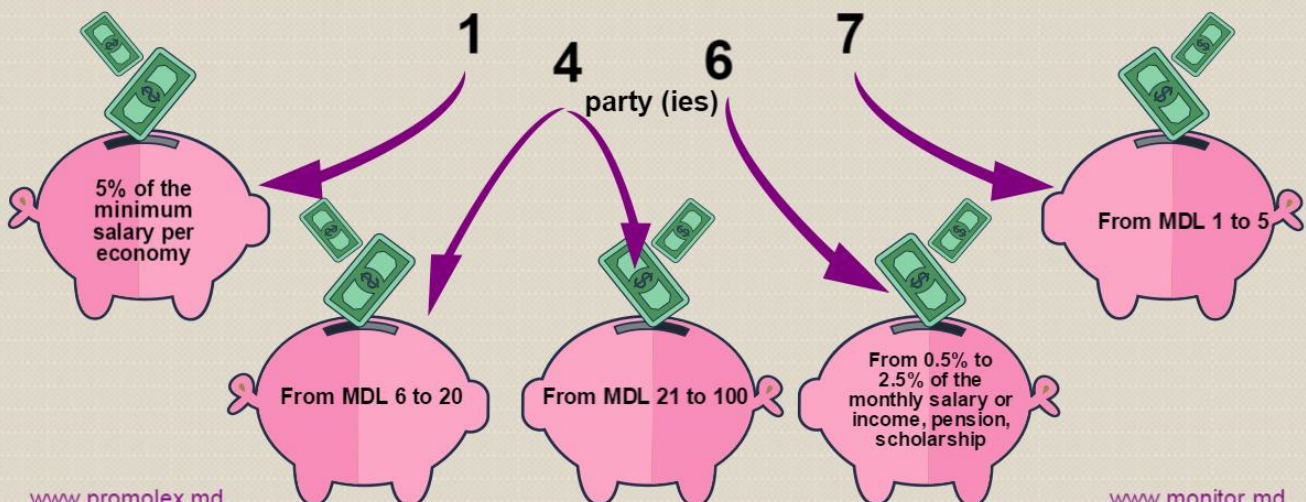 1
4
6
7
party (ies)
5% of the
minimum
salary per
economy
From MDL 6 to 20
From MDL 21 to 100
From 0.5% to
2.5% of the
monthly salary or
income, pension,
scholarship
From MDL 1 to 5
www.promolex.md
www.monitor.md